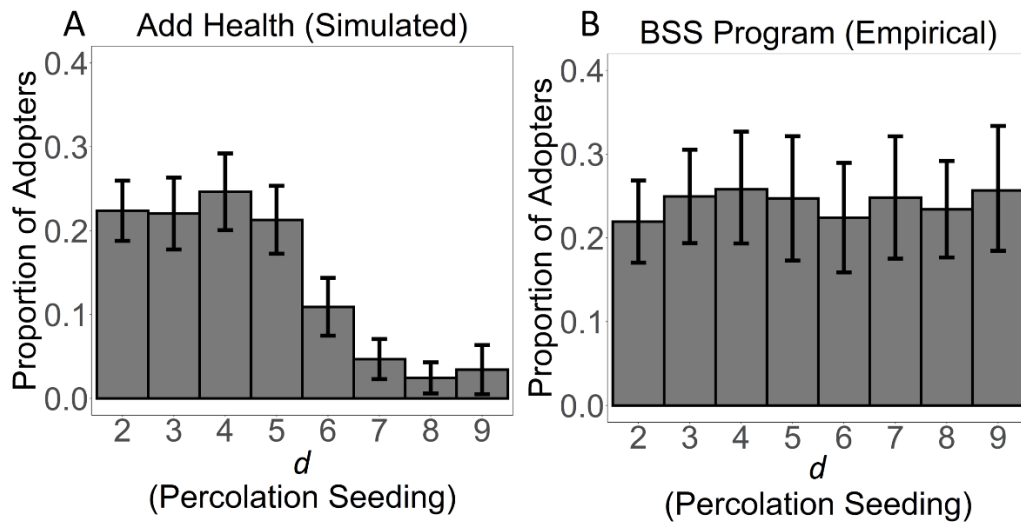 A
Add Health (Simulated)
Proportion of Adopters
0.4
0.3
0.2
0.1
0.0
2 3 4 5 6 7 8 9
d
(Percolation Seeding)
B
BSS Program (Empirical)
Proportion of Adopters
0.4
0.3
0.2
0.1
0.0
2 3 4 5 6 7 8 9
d
(Percolation Seeding)